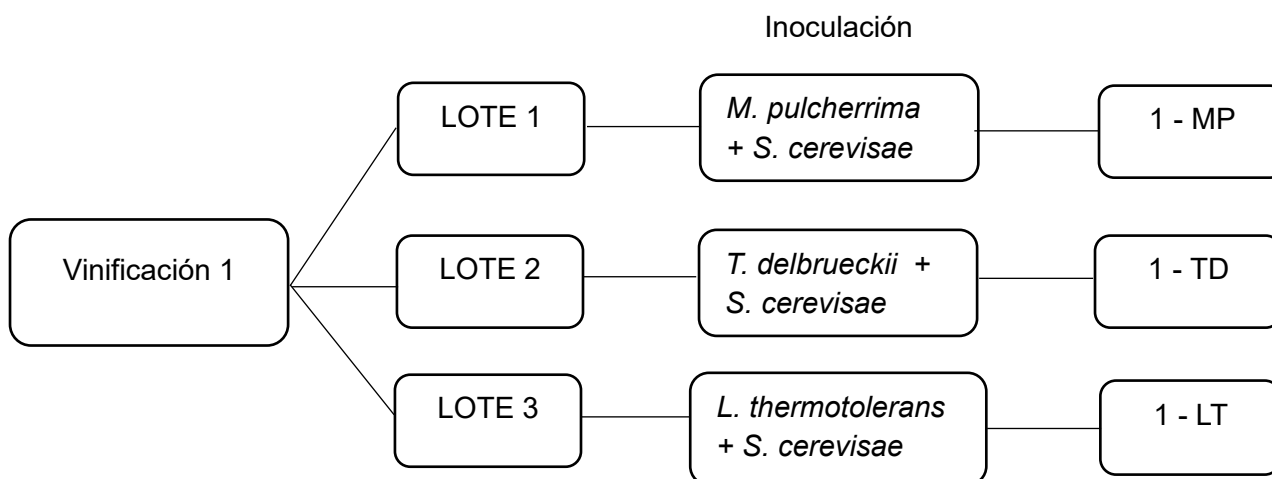 Inoculación
LOTE 1
M. pulcherrima
+ S. cerevisae
1 - MP
Vinificación 1
LOTE 2
T. delbrueckii +
S. cerevisae
1 - TD
LOTE 3
L. thermotolerans
+ S. cerevisae
1 - LT